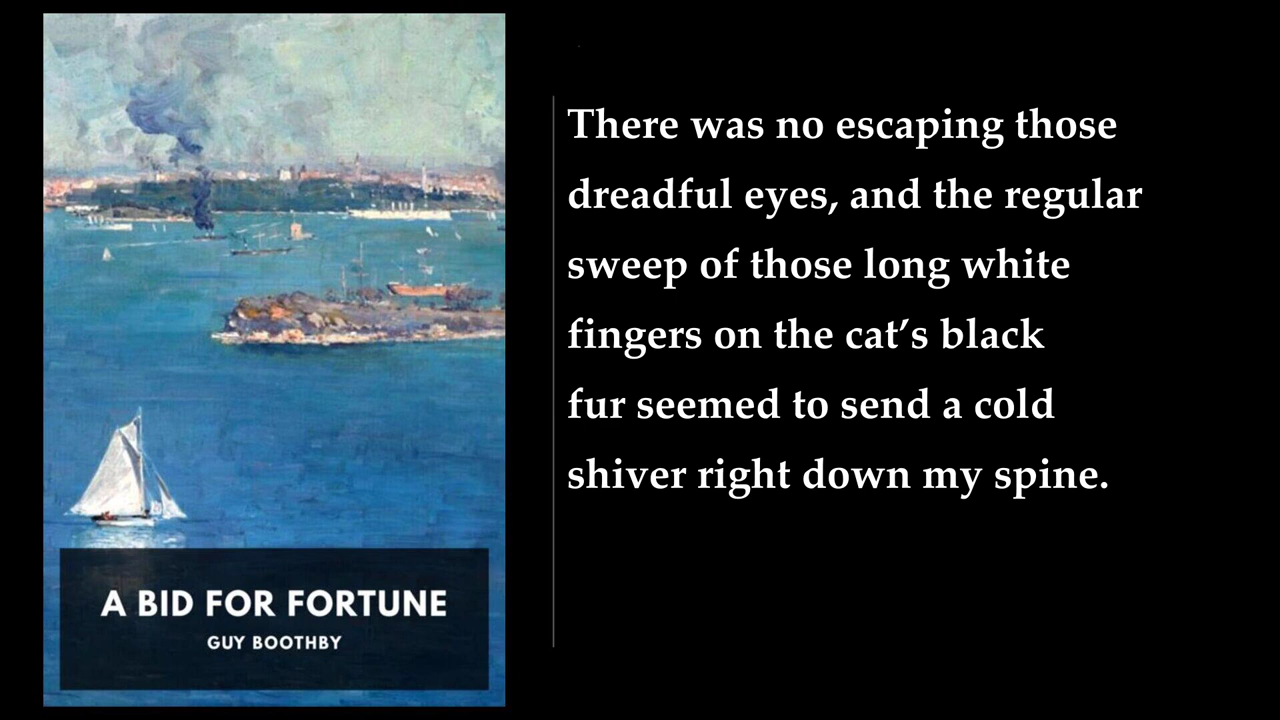 There was no escaping those
dreadful eyes, and the regular
sweep of those long white
fingers on the cat’s black
fur seemed to send a cold
shiver right down my spine.
A BID FOR FORTUNE
GUY BOOTHBY